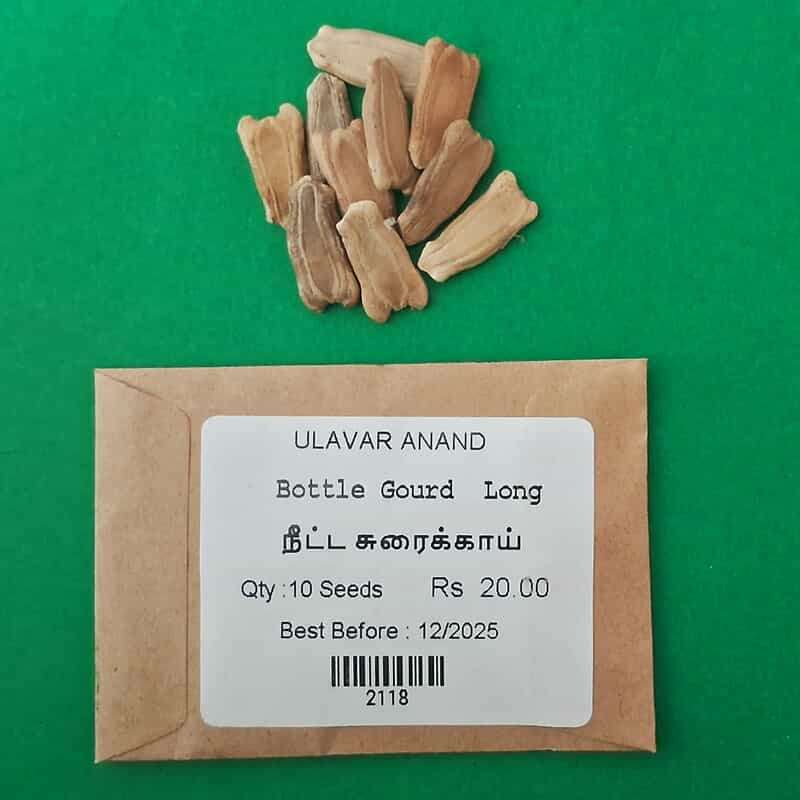 ULAVAR ANAND
Bottle Gourd Long
நீட்ட சுரைக்காய்
Qty :10 Seeds Rs 20.00
Best Before : 12/2025
2118